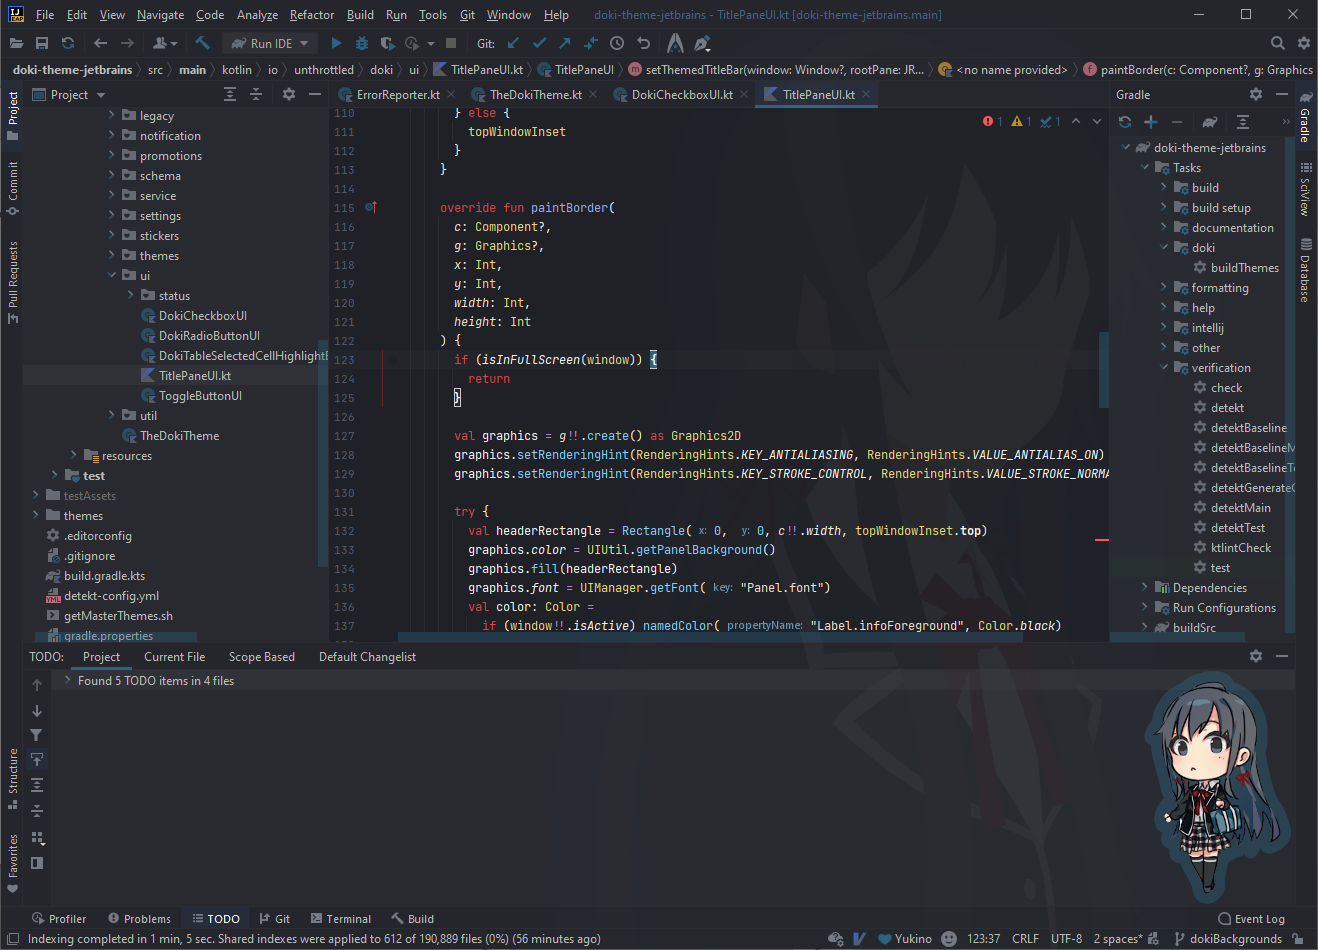 IJ EAP File Edit View Navigate Code Analyze Refactor Build Run Tools Git Window Help doki-theme-jetbrains - TitlePaneUI.kt [doki-theme-jetbrains.main]
Run IDE Git:
doki-theme-jetbrains src main kotlin io unthrottled doki ui TitlePaneUI.kt TitlePaneUI setThemedTitleBar(window: Window?, rootPane: JR... <no name provided> paintBorder(c: Component?, g: Graphics
Project
ErrorReporter.kt TheDokiTheme.kt DokiCheckboxUI.kt TitlePaneUI.kt
Gradle
Project
Commit
Pull Requests
Structure
Favorites
legacy
notification
promotions
schema
service
settings
stickers
themes
ui
status
DokiCheckboxUI
DokiRadioButtonUI
DokiTableSelectedCellHighlight
TitlePaneUI.kt
ToggleButtonUI
util
TheDokiTheme
resources
test
testAssets
themes
.editorconfig
.gitignore
build.gradle.kts
detekt-config.yml
getMasterThemes.sh
gradle.properties
1 1 1
110 } else {
111 topWindowInset
112 }
113 }
114
115 override fun paintBorder(
116 c: Component?,
117 g: Graphics?,
118 x: Int,
119 y: Int,
120 width: Int,
121 height: Int
122 ) {
123 if (isInFullScreen(window)) {
124 return
125 }
126
127 val graphics = g!!.create() as Graphics2D
128 graphics.setRenderingHint(RenderingHints.KEY_ANTIALIASING, RenderingHints.VALUE_ANTIALIAS_ON)
129 graphics.setRenderingHint(RenderingHints.KEY_STROKE_CONTROL, RenderingHints.VALUE_STROKE_NORMA
130
131 try {
132 val headerRectangle = Rectangle( x: 0, y: 0, c!!.width, topWindowInset.top)
133 graphics.color = UIUtil.getPanelBackground()
134 graphics.fill(headerRectangle)
135 graphics.font = UIManager.getFont( key: "Panel.font")
136 val color: Color =
137 if (window!!.isActive) namedColor( propertyName: "Label.infoForeground", Color.black)
doki-theme-jetbrains
Tasks
build
build setup
documentation
doki
buildThemes
formatting
help
intellij
other
verification
check
detekt
detektBaseline
detektBaselineM
detektBaselineTe
detektGenerateC
detektMain
detektTest
ktlintCheck
test
Dependencies
Run Configurations
buildSrc
Gradle
SciView
Database
TODO: Project Current File Scope Based Default Changelist
Found 5 TODO items in 4 files
Profiler Problems TODO Git Terminal Build Event Log
Indexing completed in 1 min, 5 sec. Shared indexes were applied to 612 of 190,889 files (0%) (56 minutes ago) Yukino 123:37 CRLF UTF-8 2 spaces* dokiBackgrounds